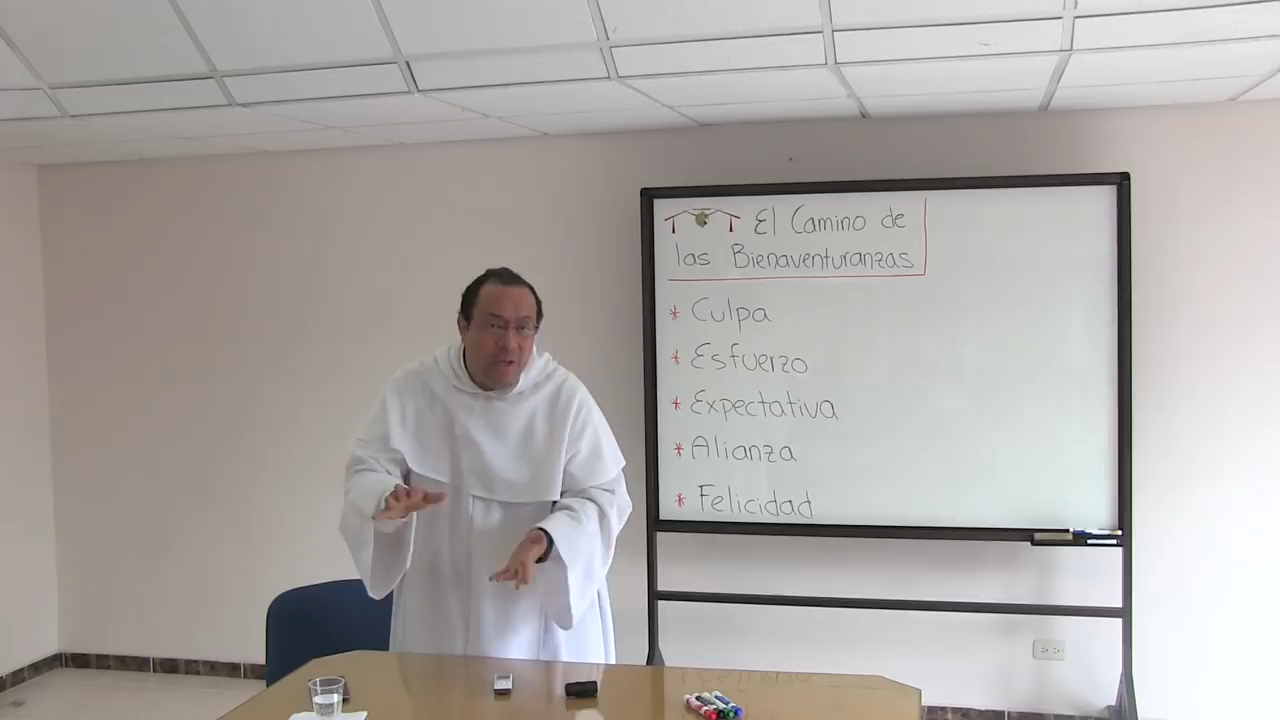 El Camino de
las Bienaventuranzas
* Culpa
* Esfuerzo
* Expectativa
* Alianza
* Felicidad